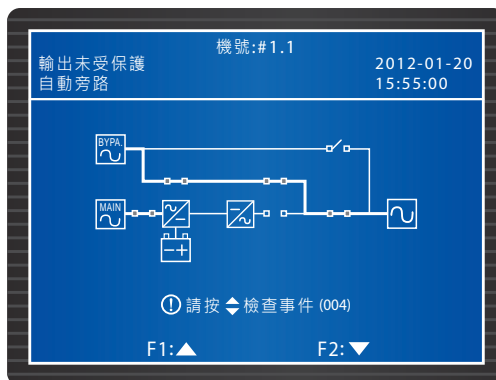 機號:#1.1
輸出未受保護
2012-01-20
自動旁路
15:55:00
BYPA.
MAIN
請按檢查事件 (004)
F1:▲
F2:▼